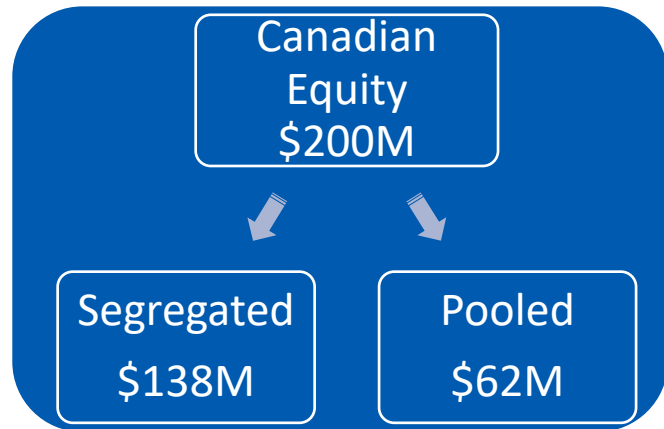 Canadian
Equity
$200M
Segregated
$138M
Pooled
$62M